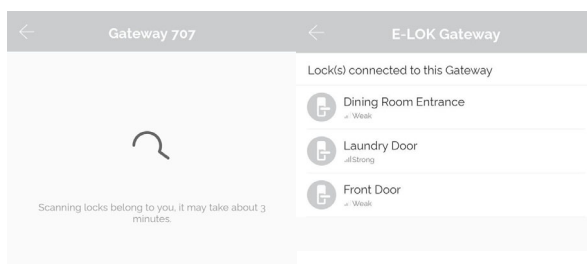 Gateway 707
Scanning locks belong to you, it may take about 3
minutes.
E-LOK Gateway
Lock(s) connected to this Gateway
Dining Room Entrance
Weak
Laundry Door
Strong
Front Door
Weak